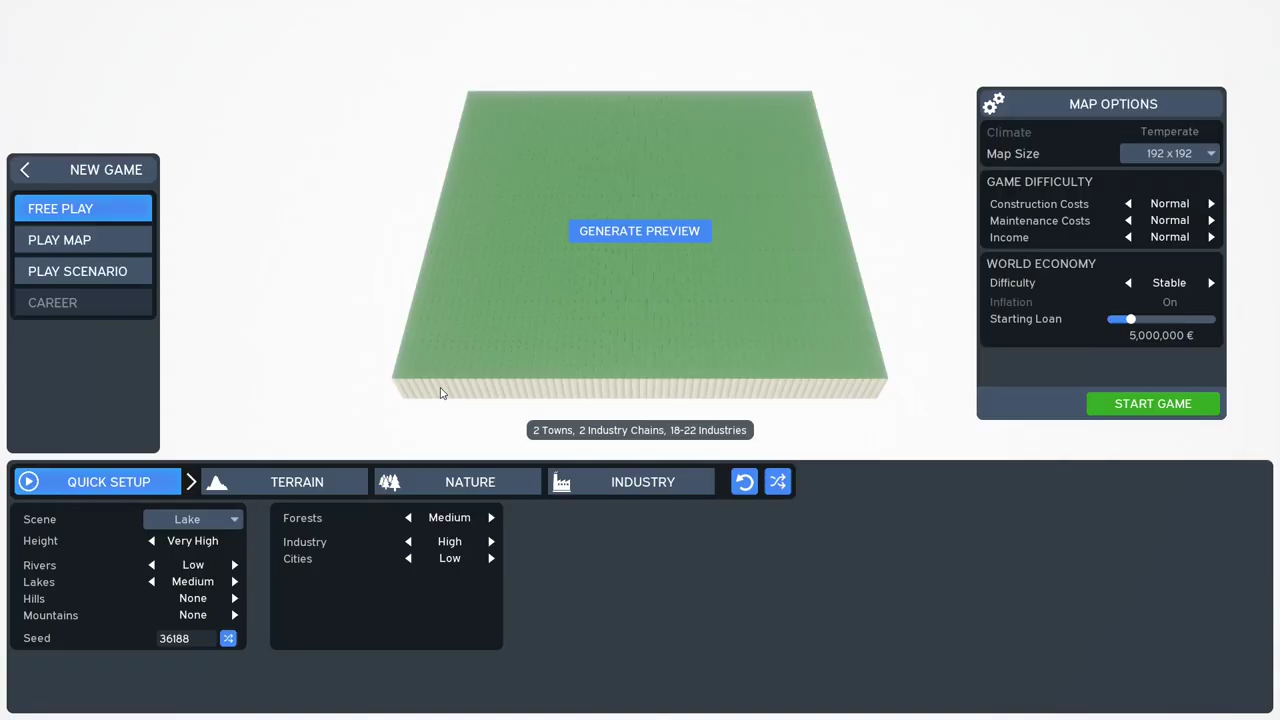 NEW GAME
FREE PLAY
PLAY MAP
PLAY SCENARIO
CAREER
GENERATE PREVIEW
2 Towns, 2 Industry Chains, 18-22 Industries
MAP OPTIONS
Climate Temperate
Map Size 192 x 192
GAME DIFFICULTY
Construction Costs Normal
Maintenance Costs Normal
Income Normal
WORLD ECONOMY
Difficulty Stable
Inflation On
Starting Loan
5,000,000 €
START GAME
QUICK SETUP
TERRAIN
NATURE
INDUSTRY
Scene Lake
Height Very High
Rivers Low
Lakes Medium
Hills None
Mountains None
Seed 36188
Forests Medium
Industry High
Cities Low